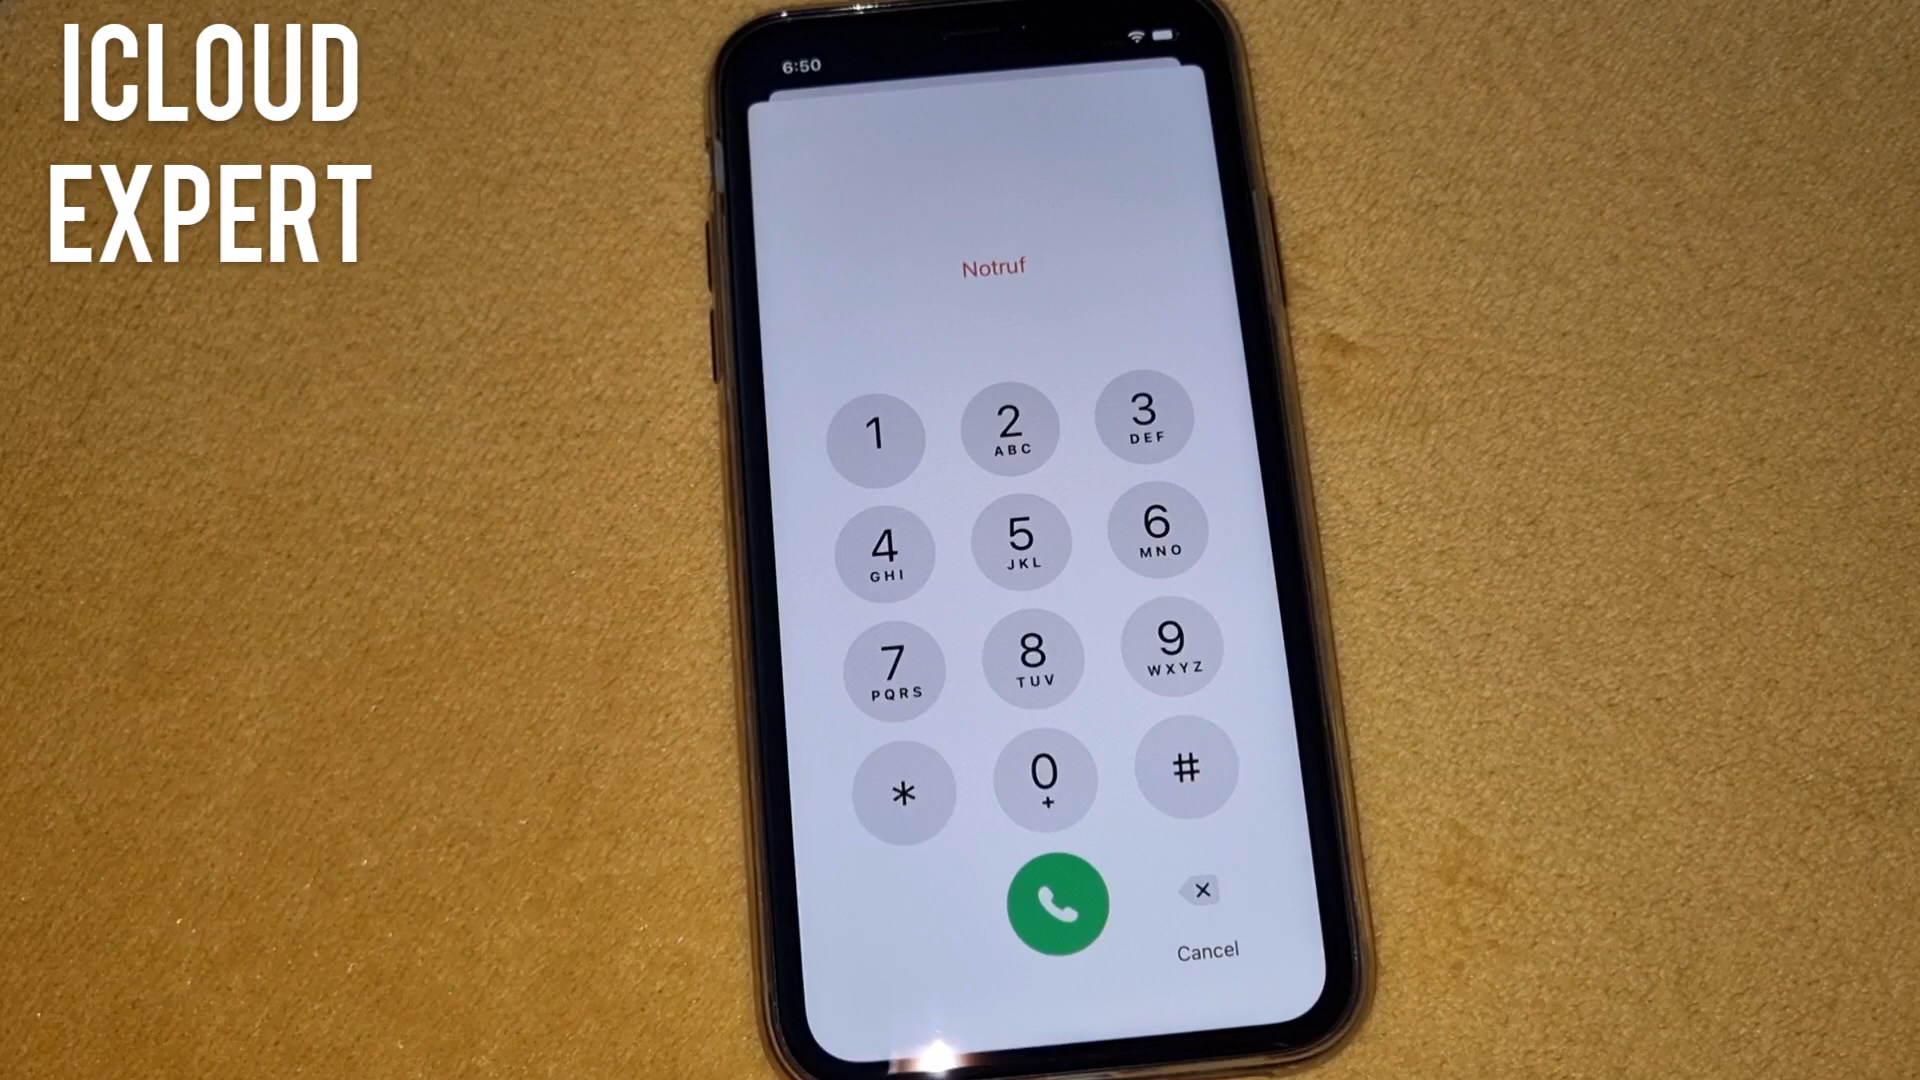 ICLOUD
EXPERT
6:50
Notruf
1
2
ABC
3
DEF
4
GHI
5
JKL
6
MNO
7
PQRS
8
TUV
9
WXYZ
*
0
+
#
Cancel